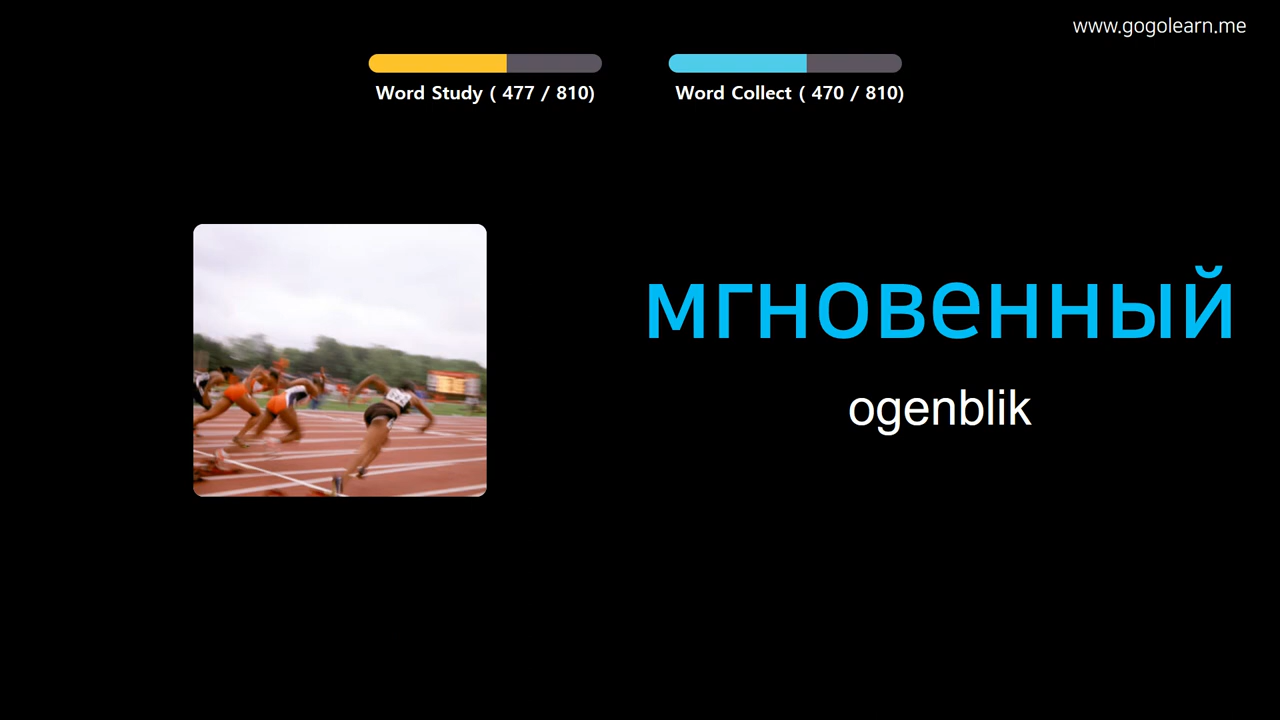 www.gogolearn.me
Word Study ( 477 / 810)
Word Collect ( 470 / 810)
мгновенный
ogenblik